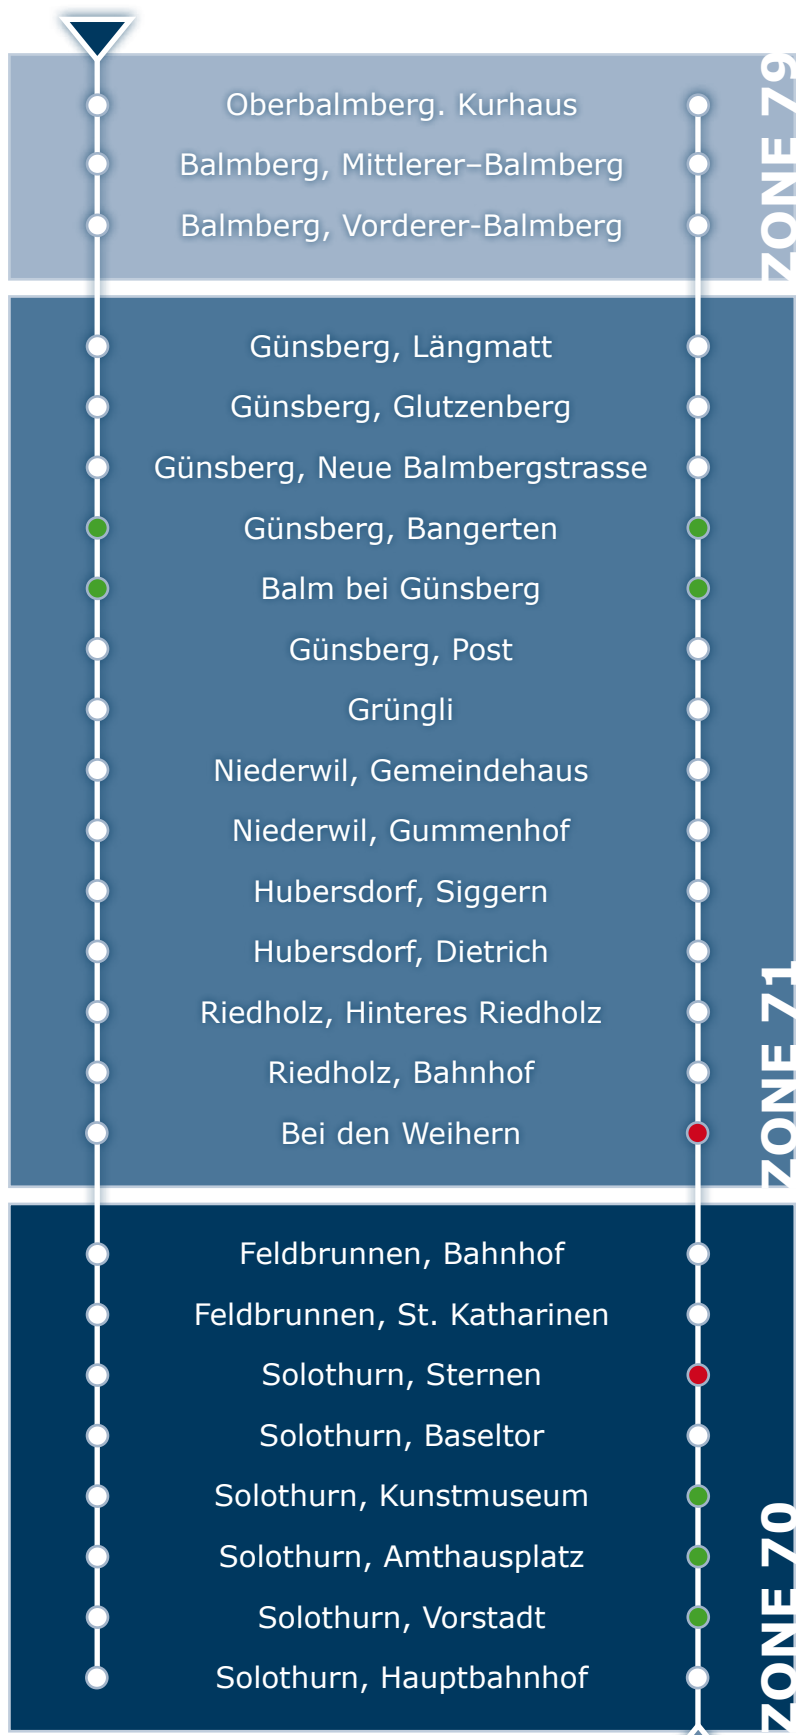 ZONE 79
Oberbalmberg. Kurhaus
Balmberg, Mittlerer–Balmberg
Balmberg, Vorderer-Balmberg
Günsberg, Längmatt
Günsberg, Glutzenberg
Günsberg, Neue Balmbergstrasse
Günsberg, Bangerten
Balm bei Günsberg
Günsberg, Post
Grüngli
Niederwil, Gemeindehaus
Niederwil, Gummenhof
Hubersdorf, Siggern
Hubersdorf, Dietrich
Riedholz, Hinteres Riedholz
Riedholz, Bahnhof
Bei den Weihern
ZONE 71
Feldbrunnen, Bahnhof
Feldbrunnen, St. Katharinen
Solothurn, Sternen
Solothurn, Baseltor
Solothurn, Kunstmuseum
Solothurn, Amthausplatz
Solothurn, Vorstadt
Solothurn, Hauptbahnhof
ZONE 70